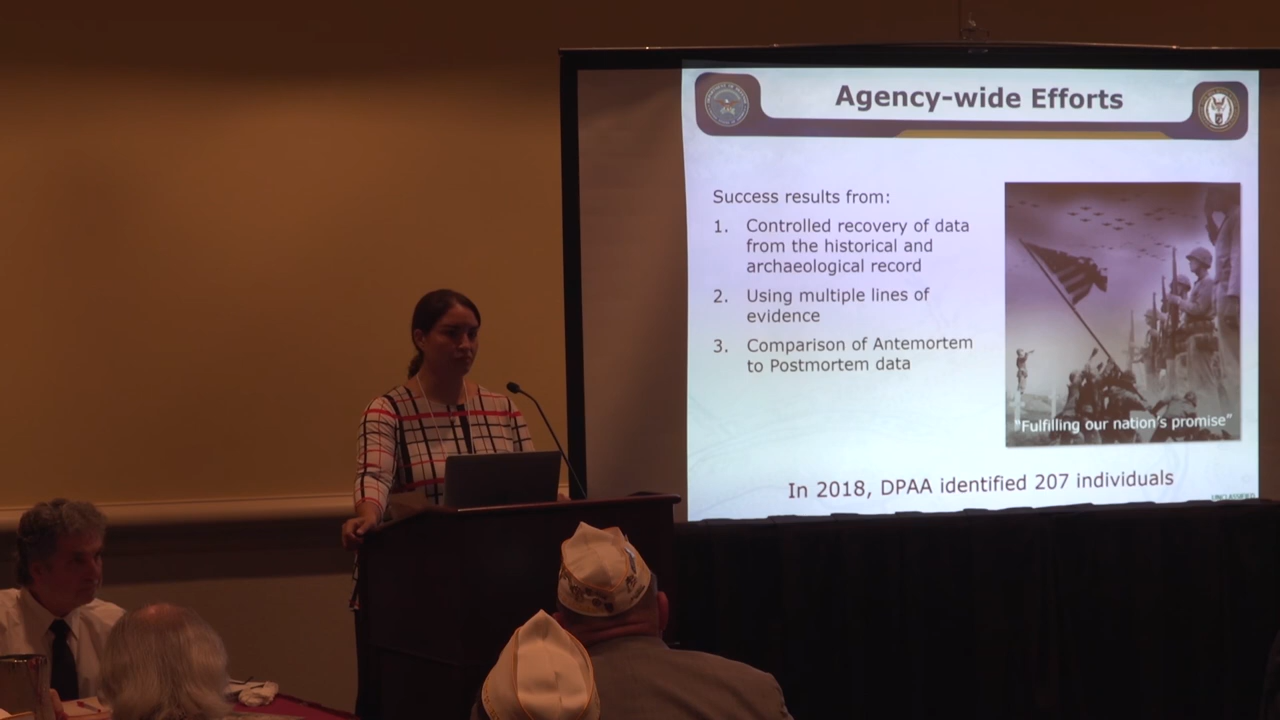 Agency-wide Efforts
Success results from:
1. Controlled recovery of data
from the historical and
archaeological record
2. Using multiple lines of
evidence
3. Comparison of Antemortem
to Postmortem data
"Fulfilling our nation's promise"
In 2018, DPAA identified 207 individuals
UNCLASSIFIED